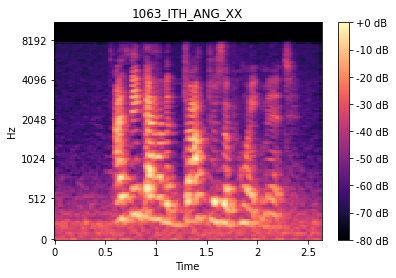 1063_ITH_ANG_XX
+0 dB
8192
-10 dB
4096
-20 dB
-30 dB
2048
Hz
-40 dB
1024
-50 dB
512
-60 dB
-70 dB
0
-80 dB
0 0.5 1 1.5 2 2.5
Time